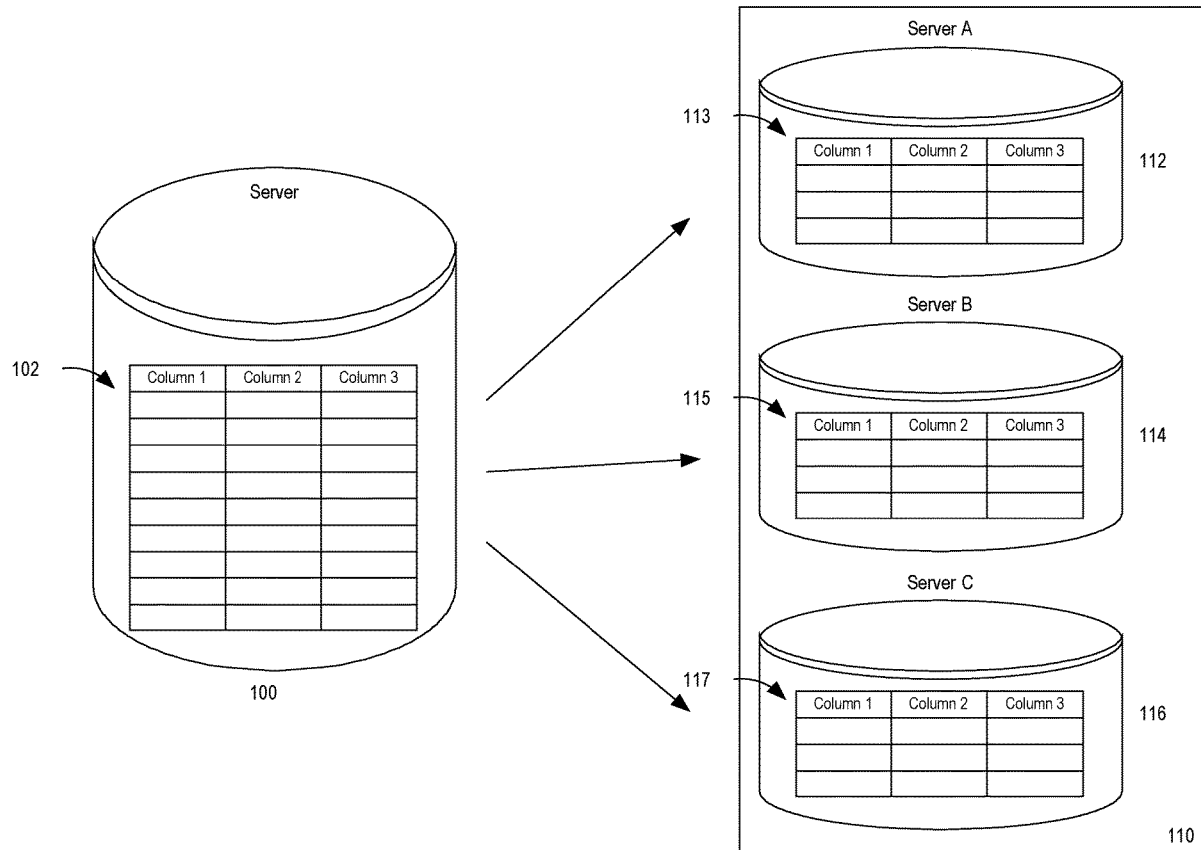 Server A
113
Column 1 Column 2 Column 3
112
Server
Server B
102
Column 1 Column 2 Column 3
115
Column 1 Column 2 Column 3
114
Server C
100
117
Column 1 Column 2 Column 3
116
110